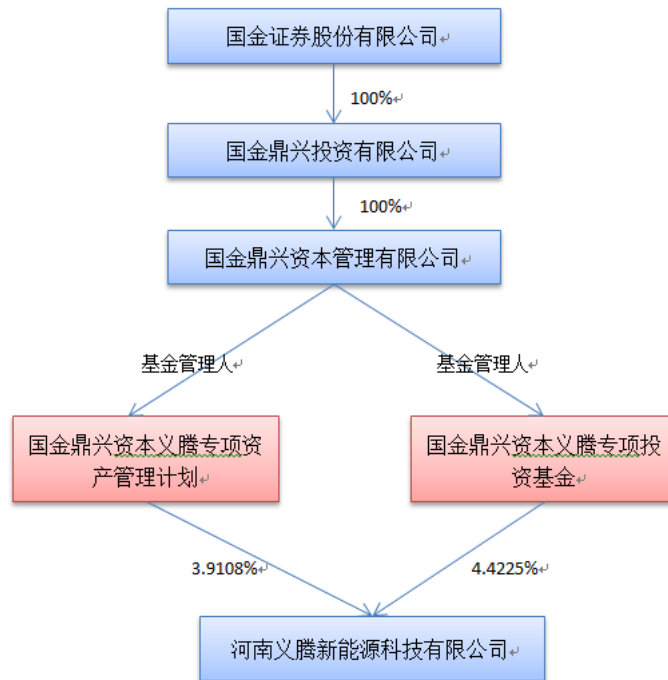 国金证券股份有限公司
100%
国金鼎兴投资有限公司
100%
国金鼎兴资本管理有限公司
基金管理人
基金管理人
国金鼎兴资本义腾专项资
产管理计划
国金鼎兴资本义腾专项投
资基金
3.9108%
4.4225%
河南义腾新能源科技有限公司